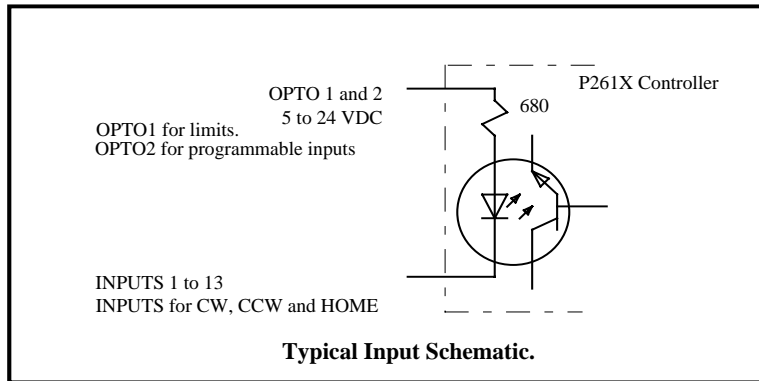 P261X Controller
OPTO 1 and 2
5 to 24 VDC
680
OPTO1 for limits.
OPTO2 for programmable inputs
INPUTS 1 to 13
INPUTS for CW, CCW and HOME
Typical Input Schematic.